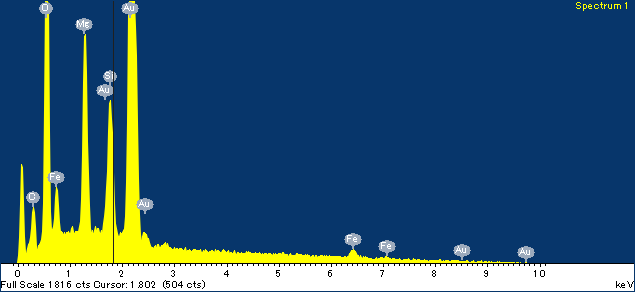 Spectrum 1
O Au
Mg
Si
Au
Fe
O
Au
Fe
Fe
Au
Au
0 1 2 3 4 5 6 7 8 9 10
Full Scale 1816 cts Cursor: 1.802 (504 cts) keV